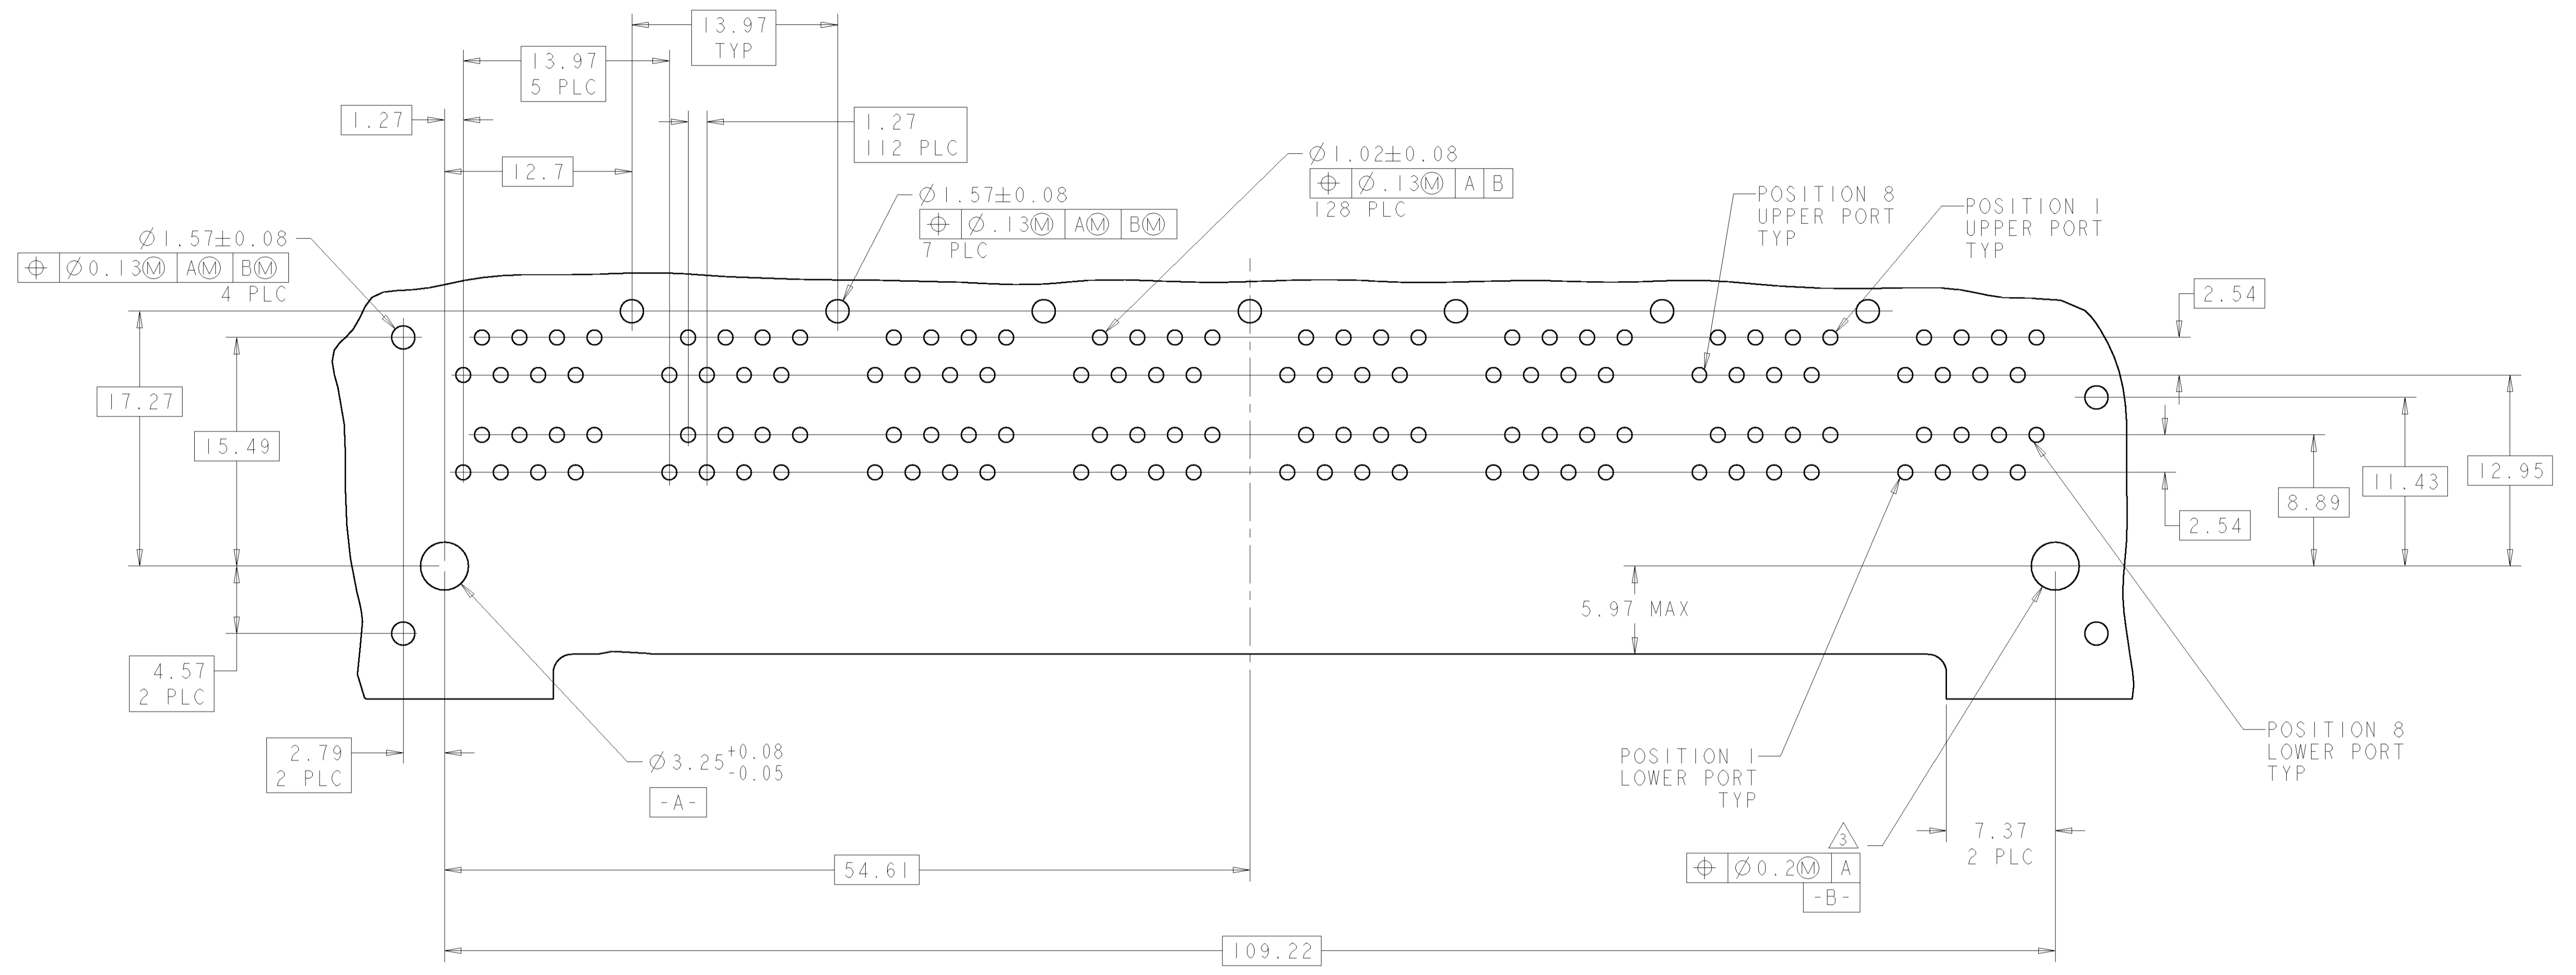 13.97
TYP
13.97
5 PLC
1.27
1.27
112 PLC
12.7
Ø1.57±0.08
⌖ Ø.13Ⓜ AⓂ BⓂ
7 PLC
Ø1.02±0.08
⌖ Ø.13Ⓜ A B
128 PLC
POSITION 8
UPPER PORT
TYP
POSITION 1
UPPER PORT
TYP
Ø1.57±0.08
⌖ Ø0.13Ⓜ AⓂ BⓂ
4 PLC
2.54
17.27
15.49
12.95
11.43
8.89
2.54
5.97 MAX
4.57
2 PLC
2.79
2 PLC
Ø3.25 +0.08
-0.05
-A-
POSITION 1
LOWER PORT
TYP
POSITION 8
LOWER PORT
TYP
3
⌖ Ø0.2Ⓜ A
-B-
7.37
2 PLC
54.61
109.22